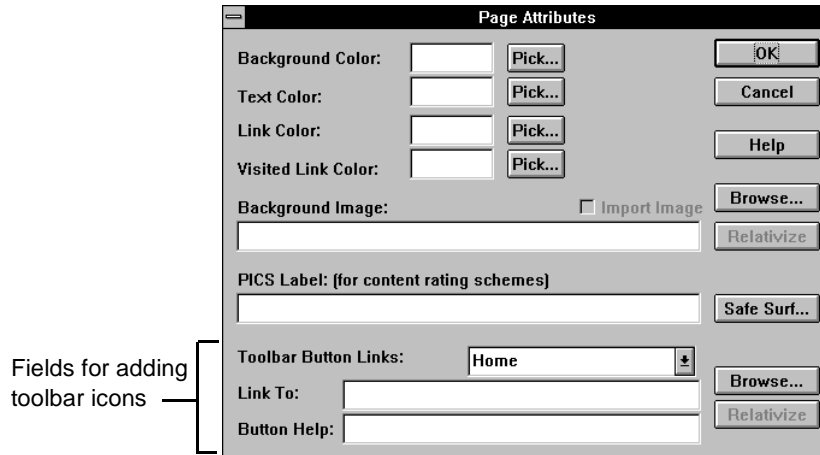 Page Attributes
Background Color: Pick... OK
Text Color: Pick... Cancel
Link Color: Pick...
Help
Visited Link Color: Pick...
Background Image: Import Image Browse...
Relativize
PICS Label: (for content rating schemes)
Safe Surf...
Fields for adding
toolbar icons
Toolbar Button Links: Home
Browse...
Link To:
Relativize
Button Help: